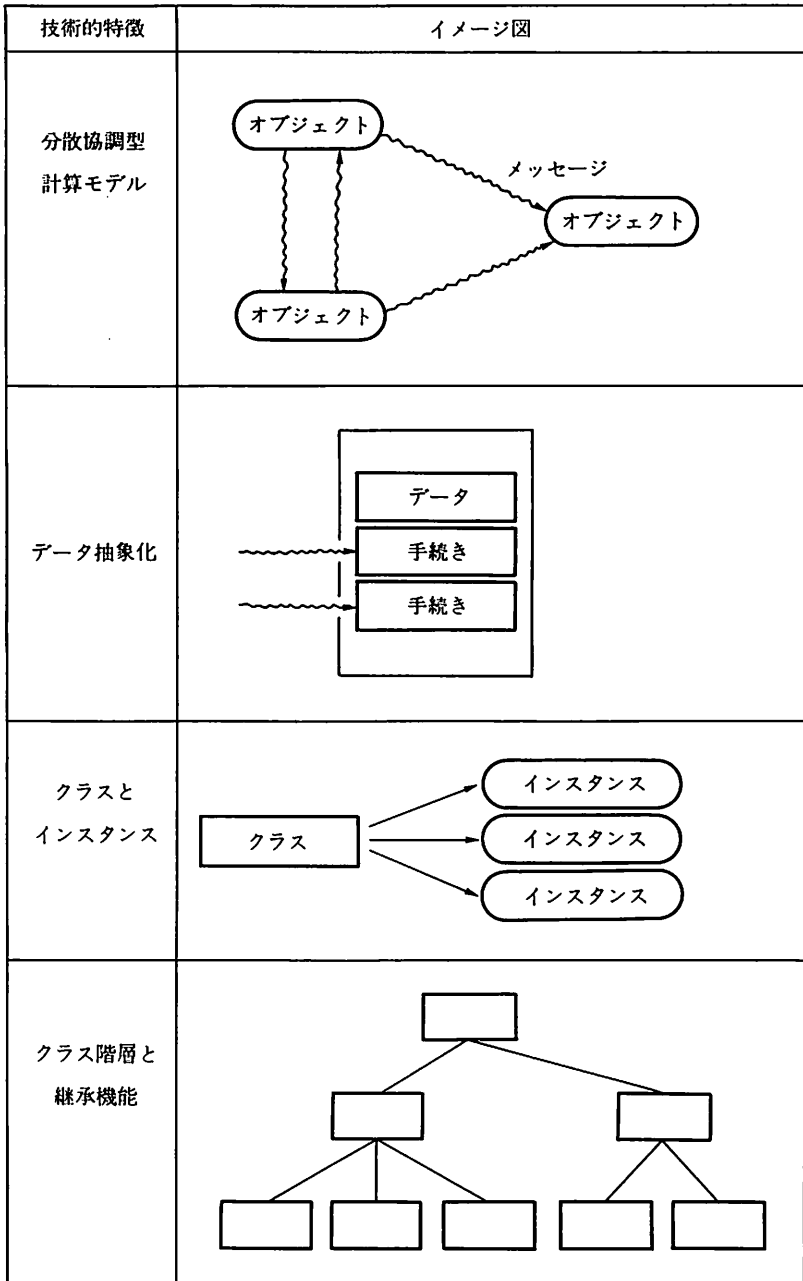 技術的特徴
イメージ図
分散協調型
計算モデル
オブジェクト
メッセージ
オブジェクト
オブジェクト
データ抽象化
データ
手続き
手続き
クラスと
インスタンス
クラス
インスタンス
インスタンス
インスタンス
クラス階層と
継承機能